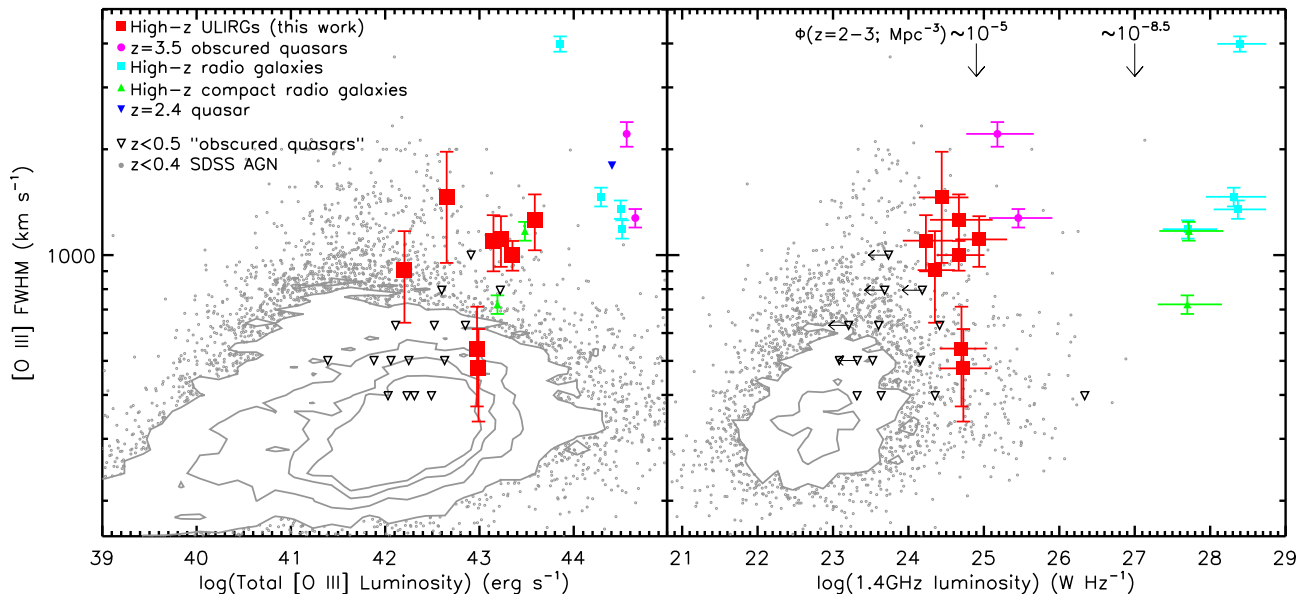 High-z ULIRGs (this work)
z=3.5 obscured quasars
High-z radio galaxies
High-z compact radio galaxies
z=2.4 quasar
z<0.5 "obscured quasars"
z<0.4 SDSS AGN
Φ(z=2−3; Mpc⁻³) ~10⁻⁵
~10⁻⁸·⁵
[O III] FWHM (km s⁻¹)
1000
39 40 41 42 43 44
21 22 23 24 25 26 27 28 29
log(Total [O III] Luminosity) (erg s⁻¹)
log(1.4GHz luminosity) (W Hz⁻¹)